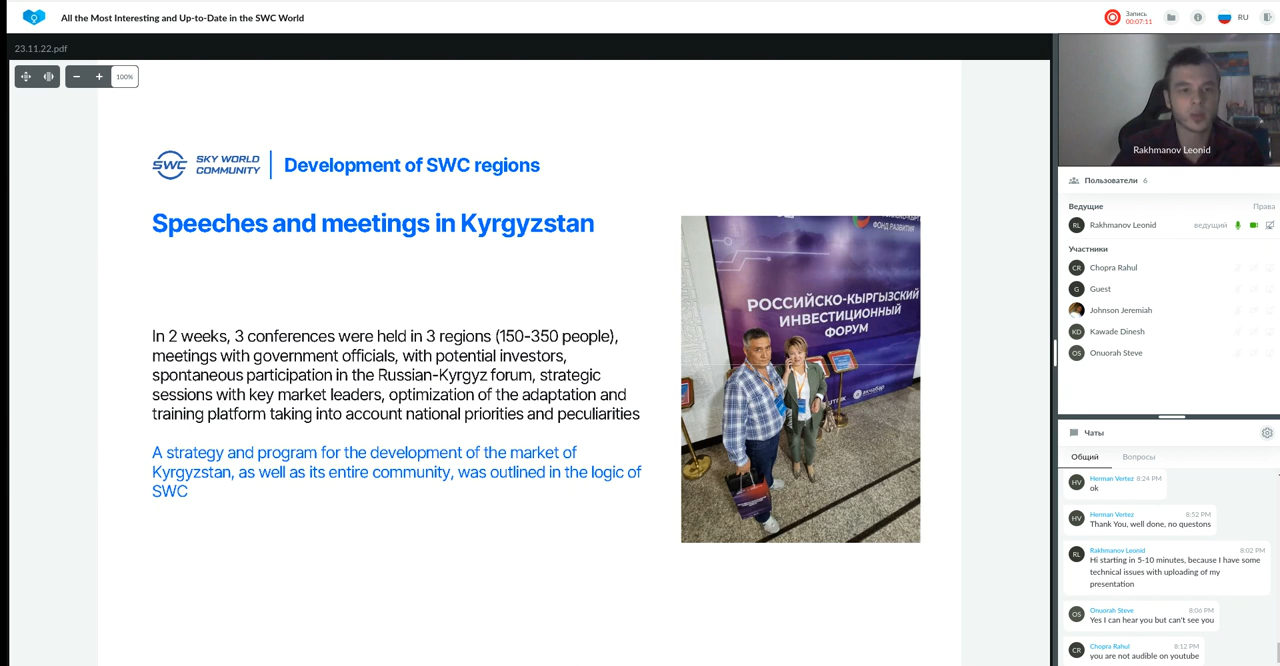 All the Most Interesting and Up-to-Date in the SWC World
Запись
00:07:11
RU
23.11.22.pdf
100%
SWC
SKY WORLD
COMMUNITY
Development of SWC regions
Speeches and meetings in Kyrgyzstan
In 2 weeks, 3 conferences were held in 3 regions (150-350 people),
meetings with government officials, with potential investors,
spontaneous participation in the Russian-Kyrgyz forum, strategic
sessions with key market leaders, optimization of the adaptation and
training platform taking into account national priorities and peculiarities
A strategy and program for the development of the market of
Kyrgyzstan, as well as its entire community, was outlined in the logic of
SWC
ФОНД РАЗВИТИЯ
РОССИЙСКО-КЫРГЫЗСКИЙ
ИНВЕСТИЦИОННЫЙ
ФОРУМ
Rakhmanov Leonid
Пользователи 6
Ведущие
Права
RL
Rakhmanov Leonid
ведущий
Участники
CR
Chopra Rahul
G
Guest
Johnson Jeremiah
KD
Kawade Dinesh
OS
Onuorah Steve
Чаты
Общий
Вопросы
HV
Herman Vertez 8:24 PM
ok
HV
Herman Vertez 8:52 PM
Thank You, well done, no questons
RL
Rakhmanov Leonid 8:02 PM
Hi starting in 5-10 minutes, because I have some
technical issues with uploading of my
presentation
OS
Onuorah Steve 8:06 PM
Yes I can hear you but can't see you
CR
Chopra Rahul 8:12 PM
you are not audible on youtube